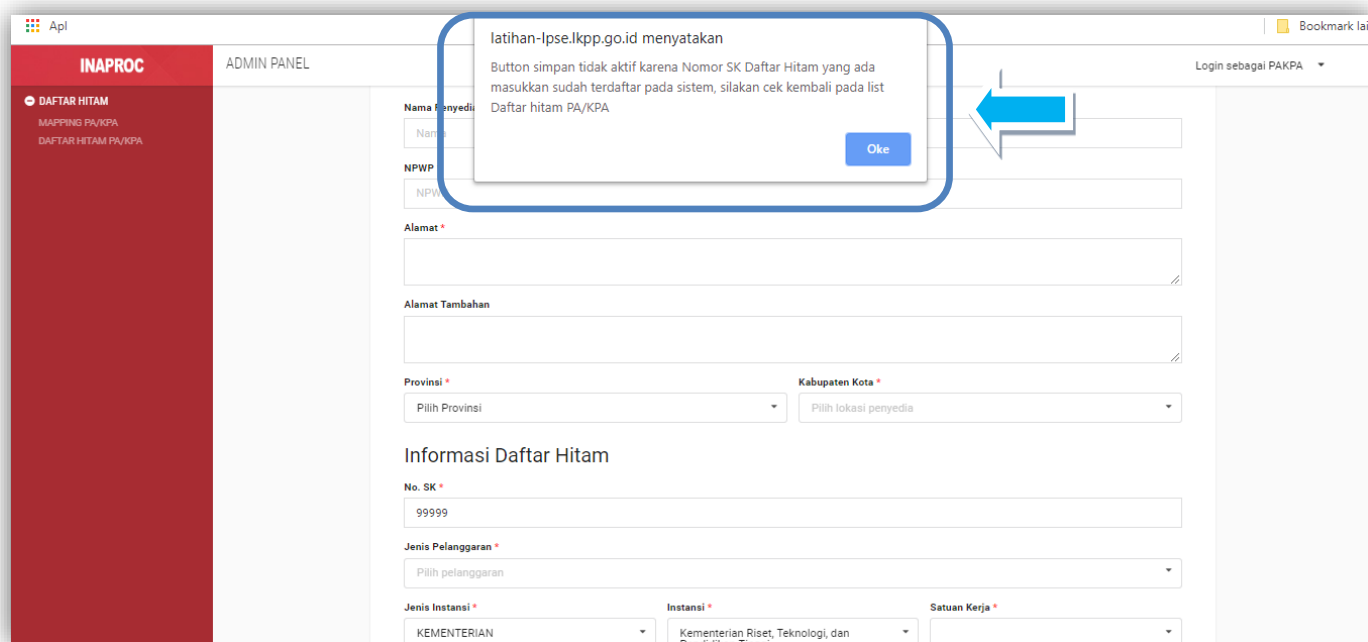 Apl
Bookmark lai
INAPROC
ADMIN PANEL
Login sebagai PAKPA
DAFTAR HITAM
MAPPING PA/KPA
DAFTAR HITAM PA/KPA
latihan-lpse.lkpp.go.id menyatakan
Button simpan tidak aktif karena Nomor SK Daftar Hitam yang ada
masukkan sudah terdaftar pada sistem, silakan cek kembali pada list
Daftar hitam PA/KPA
Oke
Nama Penyedia
Nama
NPWP
NPWP
Alamat *
Alamat Tambahan
Provinsi *
Kabupaten Kota *
Pilih Provinsi
Pilih lokasi penyedia
Informasi Daftar Hitam
No. SK *
99999
Jenis Pelanggaran *
Pilih pelanggaran
Jenis Instansi *
Instansi *
Satuan Kerja *
KEMENTERIAN
Kementerian Riset, Teknologi, dan